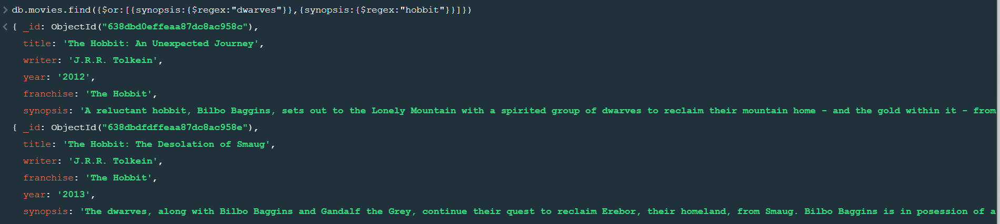 db.movies.find({$or:[{synopsis:{$regex:"dwarves"}},{synopsis:{$regex:"hobbit"}}]})
{ _id: ObjectId("638dbd0effeaa87dc8ac958c"),
title: 'The Hobbit: An Unexpected Journey',
writer: 'J.R.R. Tolkein',
year: '2012',
franchise: 'The Hobbit',
synopsis: 'A reluctant hobbit, Bilbo Baggins, sets out to the Lonely Mountain with a spirited group of dwarves to reclaim their mountain home - and the gold within it - from
{ _id: ObjectId("638dbdfdffeaa87dc8ac958e"),
title: 'The Hobbit: The Desolation of Smaug',
writer: 'J.R.R. Tolkein',
franchise: 'The Hobbit',
year: '2013',
synopsis: 'The dwarves, along with Bilbo Baggins and Gandalf the Grey, continue their quest to reclaim Erebor, their homeland, from Smaug. Bilbo Baggins is in posession of a